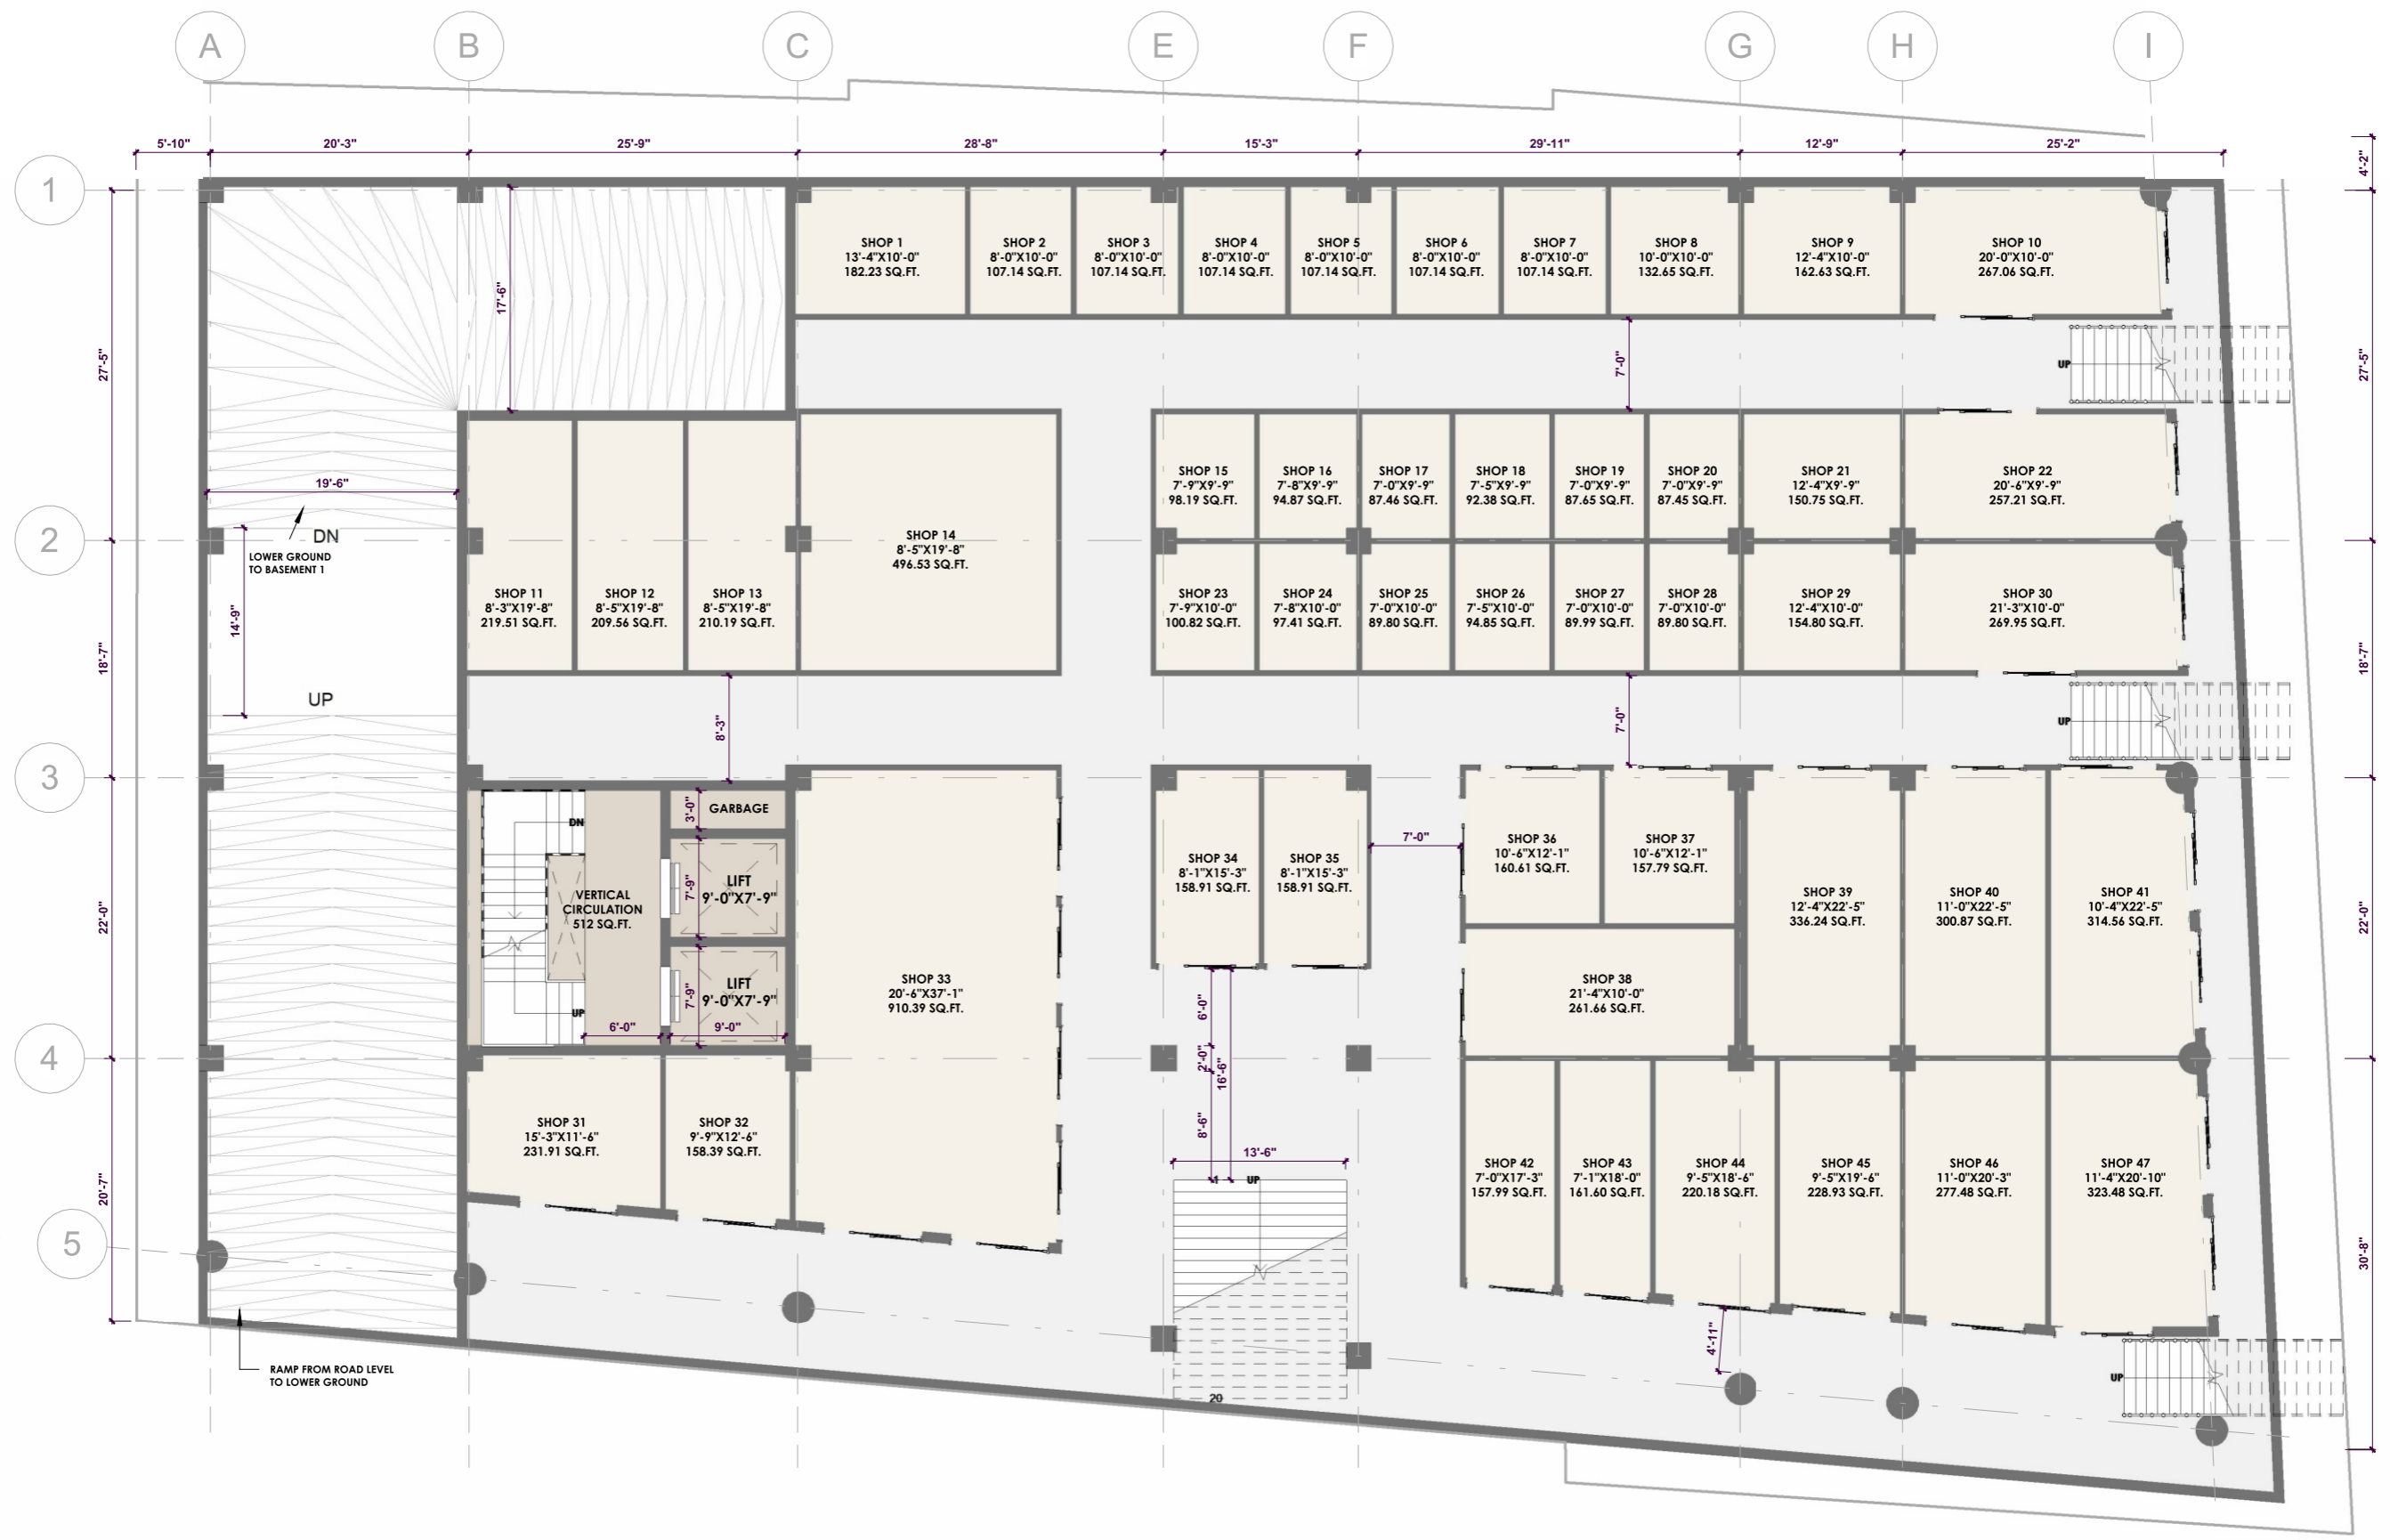 A
B
C
E
F
G
H
I
5'-10"
20'-3"
25'-9"
28'-8"
15'-3"
29'-11"
12'-9"
25'-2"
4'-2"
1
27'-5"
17'-6"
SHOP 1
13'-4"X10'-0"
182.23 SQ.FT.
SHOP 2
8'-0"X10'-0"
107.14 SQ.FT.
SHOP 3
8'-0"X10'-0"
107.14 SQ.FT.
SHOP 4
8'-0"X10'-0"
107.14 SQ.FT.
SHOP 5
8'-0"X10'-0"
107.14 SQ.FT.
SHOP 6
8'-0"X10'-0"
107.14 SQ.FT.
SHOP 7
8'-0"X10'-0"
107.14 SQ.FT.
SHOP 8
10'-0"X10'-0"
132.65 SQ.FT.
SHOP 9
12'-4"X10'-0"
162.63 SQ.FT.
SHOP 10
20'-0"X10'-0"
267.06 SQ.FT.
7'-0"
UP
27'-5"
19'-6"
DN
LOWER GROUND
TO BASEMENT 1
2
14'-9"
UP
18'-7"
SHOP 11
8'-3"X19'-8"
219.51 SQ.FT.
SHOP 12
8'-5"X19'-8"
209.56 SQ.FT.
SHOP 13
8'-5"X19'-8"
210.19 SQ.FT.
SHOP 14
8'-5"X19'-8"
496.53 SQ.FT.
SHOP 15
7'-9"X9'-9"
98.19 SQ.FT.
SHOP 16
7'-8"X9'-9"
94.87 SQ.FT.
SHOP 17
7'-0"X9'-9"
87.46 SQ.FT.
SHOP 18
7'-5"X9'-9"
92.38 SQ.FT.
SHOP 19
7'-0"X9'-9"
87.65 SQ.FT.
SHOP 20
7'-0"X9'-9"
87.45 SQ.FT.
SHOP 21
12'-4"X9'-9"
150.75 SQ.FT.
SHOP 22
20'-6"X9'-9"
257.21 SQ.FT.
SHOP 23
7'-9"X10'-0"
100.82 SQ.FT.
SHOP 24
7'-8"X10'-0"
97.41 SQ.FT.
SHOP 25
7'-0"X10'-0"
89.80 SQ.FT.
SHOP 26
7'-5"X10'-0"
94.85 SQ.FT.
SHOP 27
7'-0"X10'-0"
89.99 SQ.FT.
SHOP 28
7'-0"X10'-0"
89.80 SQ.FT.
SHOP 29
12'-4"X10'-0"
154.80 SQ.FT.
SHOP 30
21'-3"X10'-0"
269.95 SQ.FT.
18'-7"
8'-3"
7'-0"
UP
3
22'-0"
DN
VERTICAL
CIRCULATION
512 SQ.FT.
UP
6'-0"
3'-0"
GARBAGE
7'-9"
LIFT
9'-0"X7'-9"
7'-9"
LIFT
9'-0"X7'-9"
9'-0"
SHOP 33
20'-6"X37'-1"
910.39 SQ.FT.
SHOP 34
8'-1"X15'-3"
158.91 SQ.FT.
SHOP 35
8'-1"X15'-3"
158.91 SQ.FT.
7'-0"
SHOP 36
10'-6"X12'-1"
160.61 SQ.FT.
SHOP 37
10'-6"X12'-1"
157.79 SQ.FT.
SHOP 38
21'-4"X10'-0"
261.66 SQ.FT.
SHOP 39
12'-4"X22'-5"
336.24 SQ.FT.
SHOP 40
11'-0"X22'-5"
300.87 SQ.FT.
SHOP 41
10'-4"X22'-5"
314.56 SQ.FT.
22'-0"
4
20'-7"
SHOP 31
15'-3"X11'-6"
231.91 SQ.FT.
SHOP 32
9'-9"X12'-6"
158.39 SQ.FT.
6'-0"
2'-0"
16'-6"
8'-6"
13'-6"
1
UP
20
SHOP 42
7'-0"X17'-3"
157.99 SQ.FT.
SHOP 43
7'-1"X18'-0"
161.60 SQ.FT.
SHOP 44
9'-5"X18'-6"
220.18 SQ.FT.
SHOP 45
9'-5"X19'-6"
228.93 SQ.FT.
SHOP 46
11'-0"X20'-3"
277.48 SQ.FT.
SHOP 47
11'-4"X20'-10"
323.48 SQ.FT.
30'-8"
5
4'-11"
UP
RAMP FROM ROAD LEVEL
TO LOWER GROUND